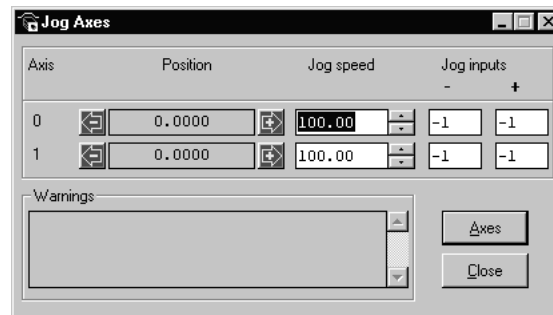 Jog Axes
Axis Position Jog speed Jog inputs
- +
0 0.0000 100.00 -1 -1
1 0.0000 100.00 -1 -1
Warnings
Axes
Close